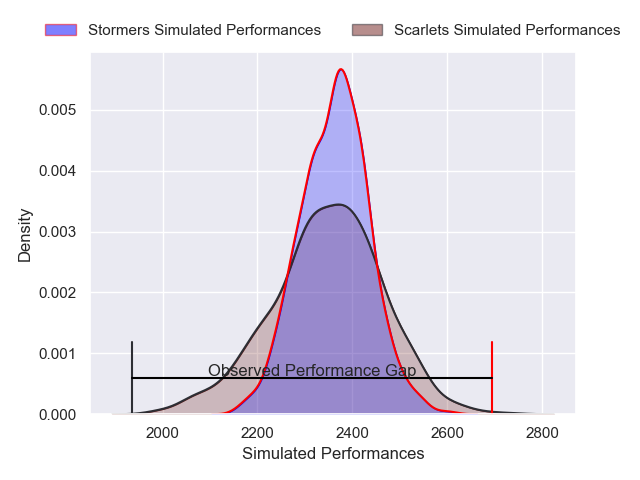 Stormers Simulated Performances
Scarlets Simulated Performances
0.005
0.004
0.003
0.002
0.001
0.000
Density
Observed Performance Gap
2000
2200
2400
2600
2800
Simulated Performances